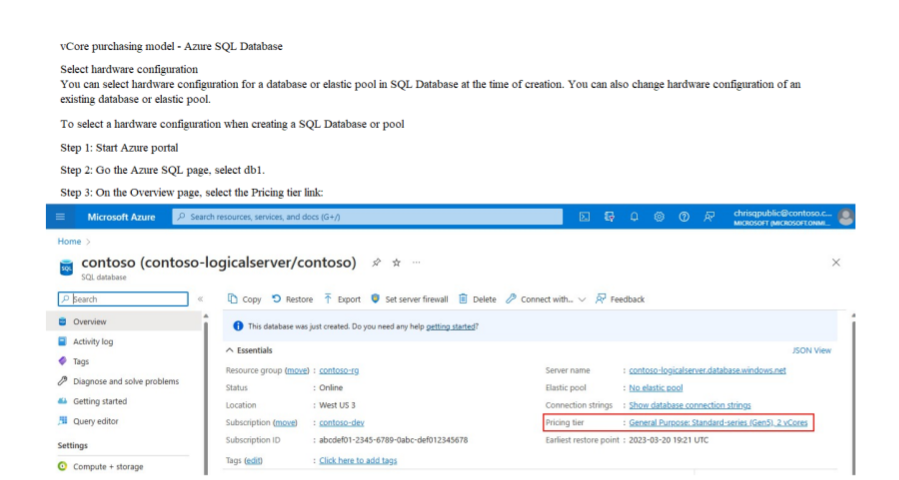 vCore purchasing model - Azure SQL Database
Select hardware configuration
You can select hardware configuration for a database or elastic pool in SQL Database at the time of creation. You can also change hardware configuration of an
existing database or elastic pool.
To select a hardware configuration when creating a SQL Database or pool
Step 1: Start Azure portal
Step 2: Go the Azure SQL page, select db1.
Step 3: On the Overview page, select the Pricing tier link:
Microsoft Azure
Search resources, services, and docs (G+/)
chrisqpublic@contoso.c...
MICROSOFT (MICROSOFT.ONMI...
Home >
contoso (contoso-logicalserver/contoso)
SQL database
Search
Copy Restore Export Set server firewall Delete Connect with... Feedback
Overview
Activity log
Tags
Diagnose and solve problems
Getting started
Query editor
Settings
Compute + storage
This database was just created. Do you need any help getting started?
Essentials
JSON View
Resource group (move) : contoso-rg
Status : Online
Location : West US 3
Subscription (move) : contoso-dev
Subscription ID : abcdef01-2345-6789-0abc-def012345678
Tags (edit) : Click here to add tags
Server name : contoso-logicalserver.database.windows.net
Elastic pool : No elastic pool
Connection strings : Show database connection strings
Pricing tier : General Purpose: Standard-series (Gen5), 2 vCores
Earliest restore point : 2023-03-20 19:21 UTC